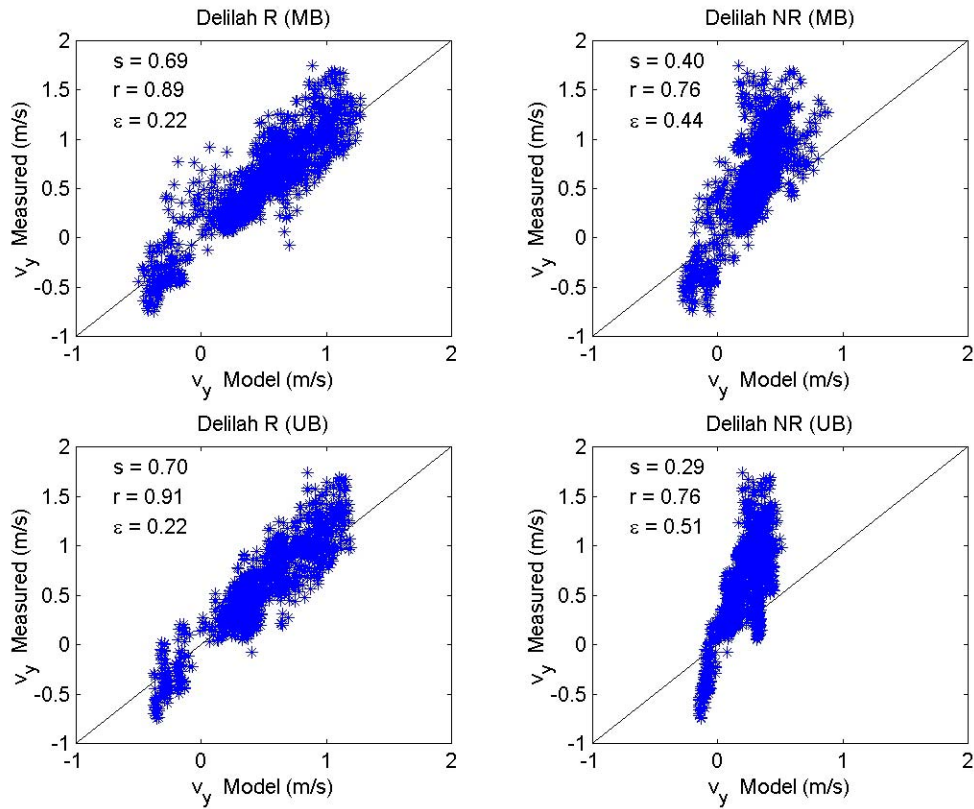 Delilah R (MB)
s = 0.69
r = 0.89
ε = 0.22
v_y Measured (m/s)
2
1.5
1
0.5
0
-0.5
-1
-1 0 1 2
v_y Model (m/s)
Delilah NR (MB)
s = 0.40
r = 0.76
ε = 0.44
v_y Measured (m/s)
2
1.5
1
0.5
0
-0.5
-1
-1 0 1 2
v_y Model (m/s)
Delilah R (UB)
s = 0.70
r = 0.91
ε = 0.22
v_y Measured (m/s)
2
1.5
1
0.5
0
-0.5
-1
-1 0 1 2
v_y Model (m/s)
Delilah NR (UB)
s = 0.29
r = 0.76
ε = 0.51
v_y Measured (m/s)
2
1.5
1
0.5
0
-0.5
-1
-1 0 1 2
v_y Model (m/s)